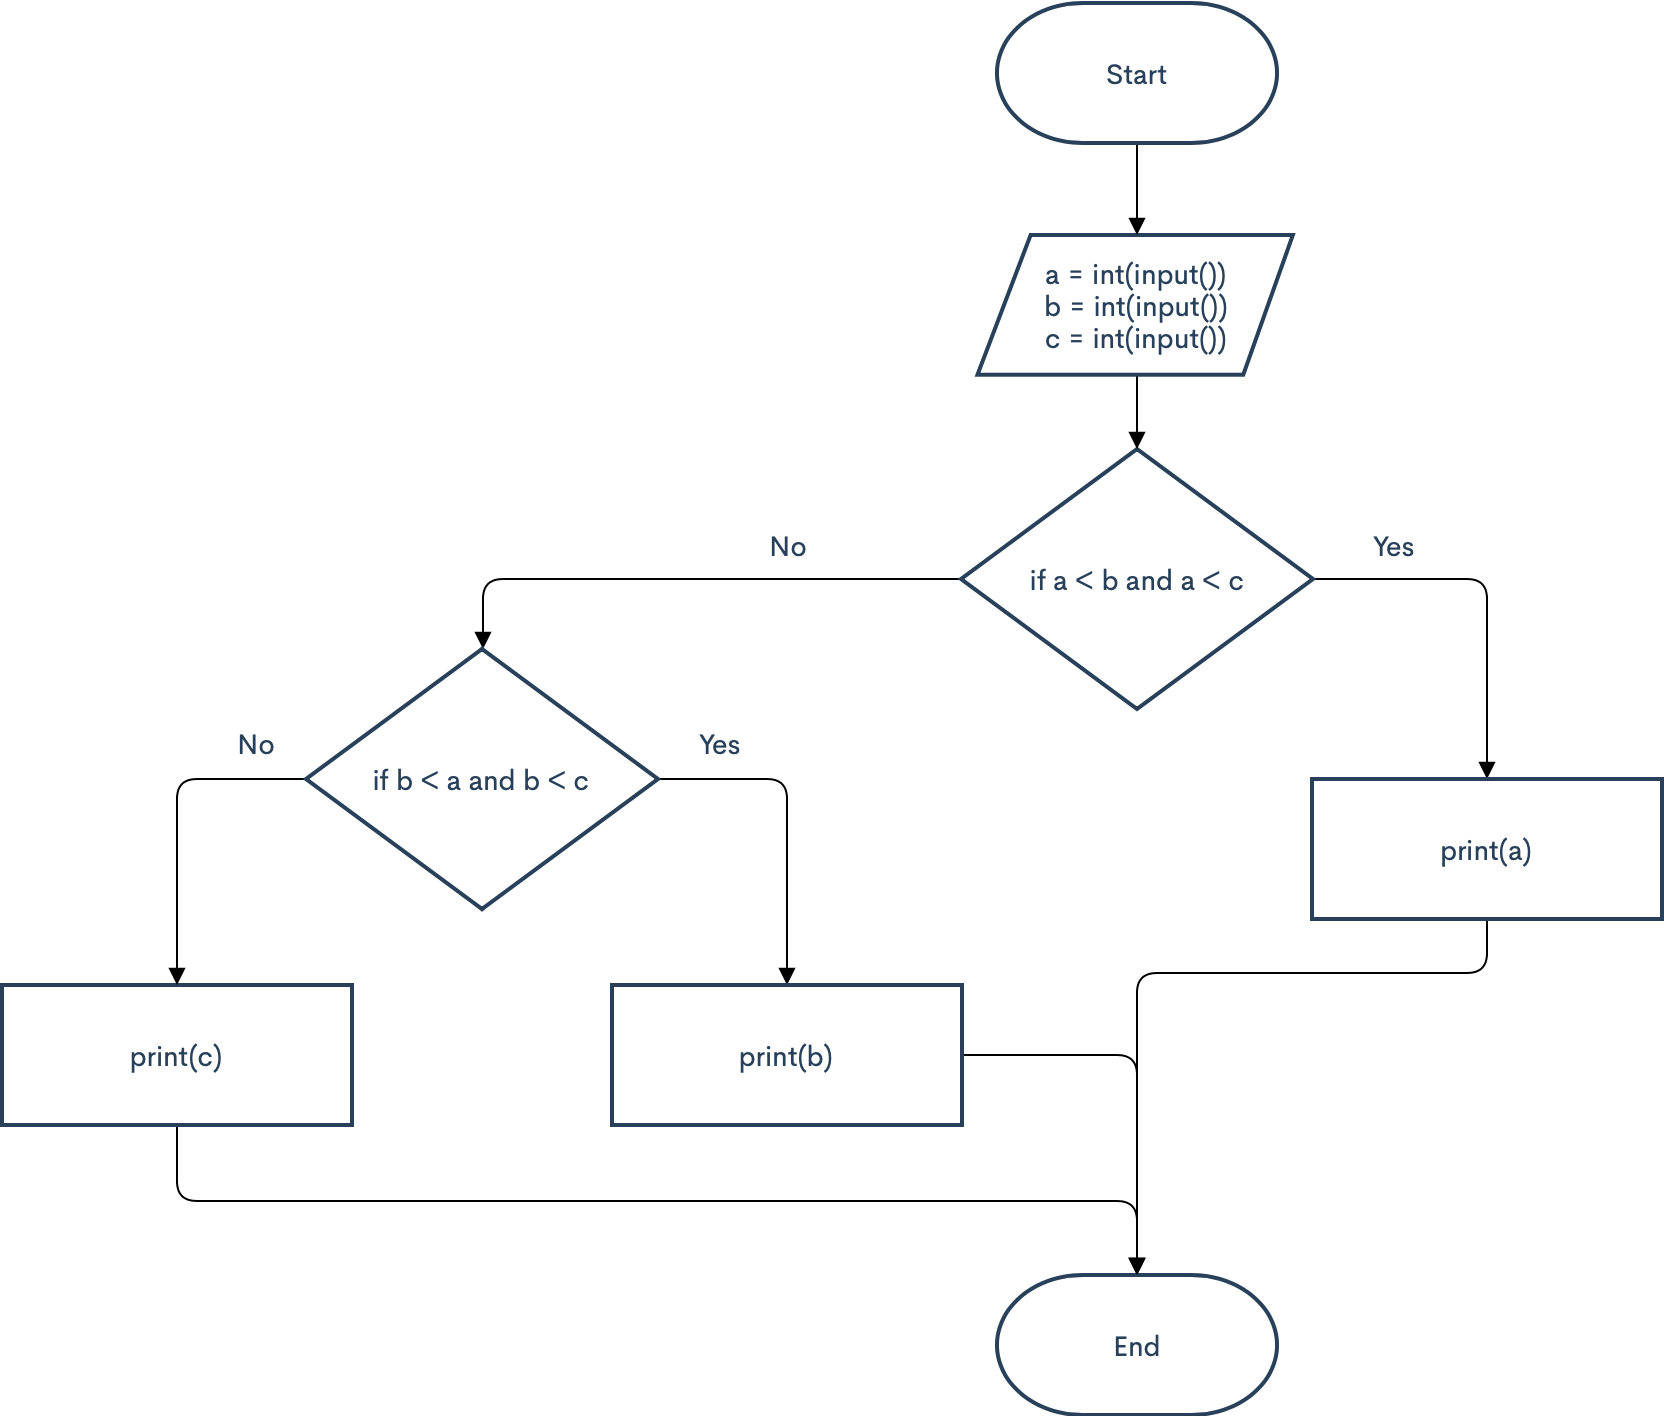 Start
a = int(input())
b = int(input())
c = int(input())
No
Yes
if a < b and a < c
No
Yes
if b < a and b < c
print(a)
print(c)
print(b)
End